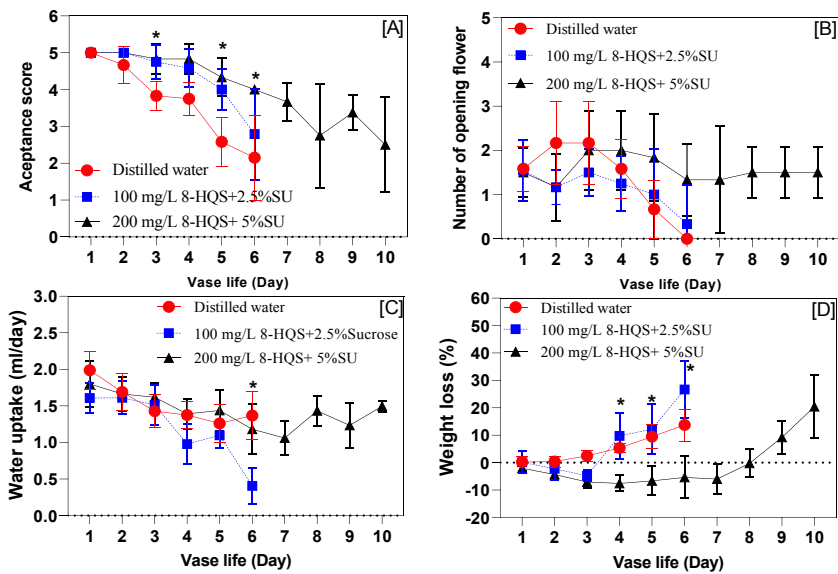 [A]
6
5
4
3
2
1
0
Aceptance score
* * *
Distilled water
100 mg/L 8-HQS+2.5%SU
200 mg/L 8-HQS+ 5%SU
1 2 3 4 5 6 7 8 9 10
Vase life (Day)
[B]
5
4
3
2
1
0
Number of opening flower
Distilled water
100 mg/L 8-HQS+2.5%SU
200 mg/L 8-HQS+ 5%SU
1 2 3 4 5 6 7 8 9 10
Vase life (Day)
[C]
3.0
2.5
2.0
1.5
1.0
0.5
0.0
Water uptake (ml/day)
Distilled water
100 mg/L 8-HQS+2.5%Sucrose
200 mg/L 8-HQS+ 5%SU
*
1 2 3 4 5 6 7 8 9 10
Vase life (Day)
[D]
60
50
40
30
20
10
0
-10
-20
Weight loss (%)
Distilled water
100 mg/L 8-HQS+2.5%SU
200 mg/L 8-HQS+ 5%SU
* * *
1 2 3 4 5 6 7 8 9 10
Vase life (Day)